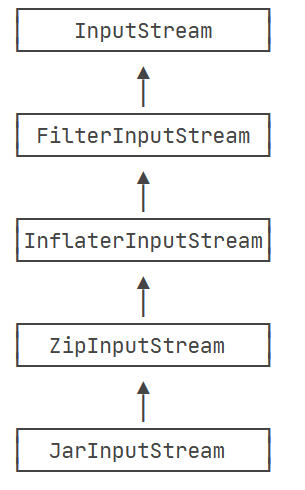 InputStream
FilterInputStream
InflaterInputStream
ZipInputStream
JarInputStream